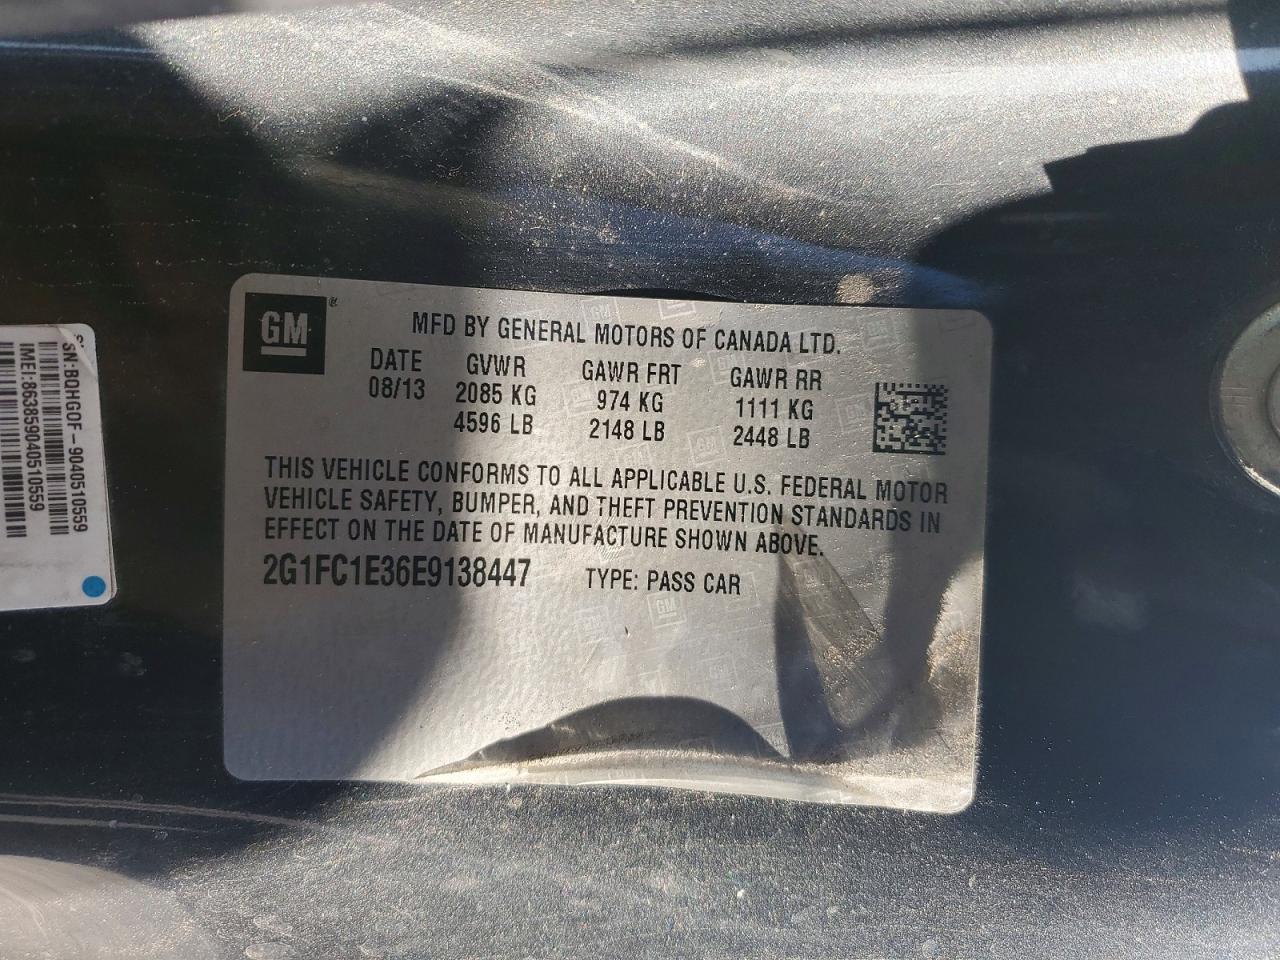 GM
MFD BY GENERAL MOTORS OF CANADA LTD.
DATE GVWR GAWR FRT GAWR RR
08/13 2085 KG 974 KG 1111 KG
4596 LB 2148 LB 2448 LB
THIS VEHICLE CONFORMS TO ALL APPLICABLE U.S. FEDERAL MOTOR
VEHICLE SAFETY, BUMPER, AND THEFT PREVENTION STANDARDS IN
EFFECT ON THE DATE OF MANUFACTURE SHOWN ABOVE.
2G1FC1E36E9138447 TYPE: PASS CAR
SN:BQHGOF-9040510559
IMEI:863859040510559